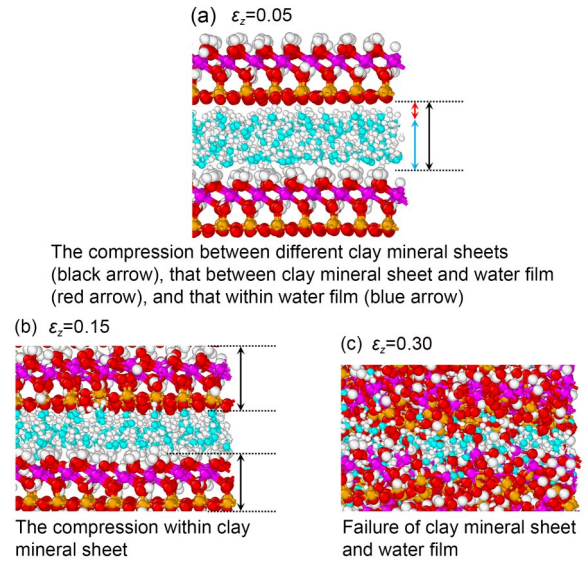 (a) εz=0.05
The compression between different clay mineral sheets
(black arrow), that between clay mineral sheet and water film
(red arrow), and that within water film (blue arrow)
(b) εz=0.15
(c) εz=0.30
The compression within clay
mineral sheet
Failure of clay mineral sheet
and water film